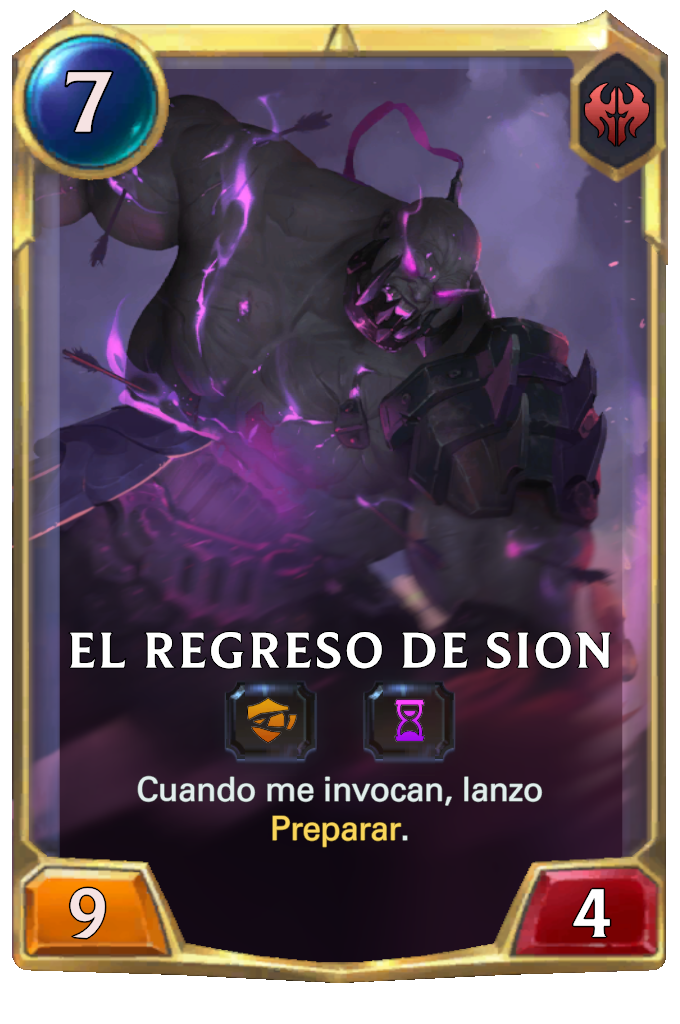 7
EL REGRESO DE SION
Cuando me invocan, lanzo
Preparar.
9
4